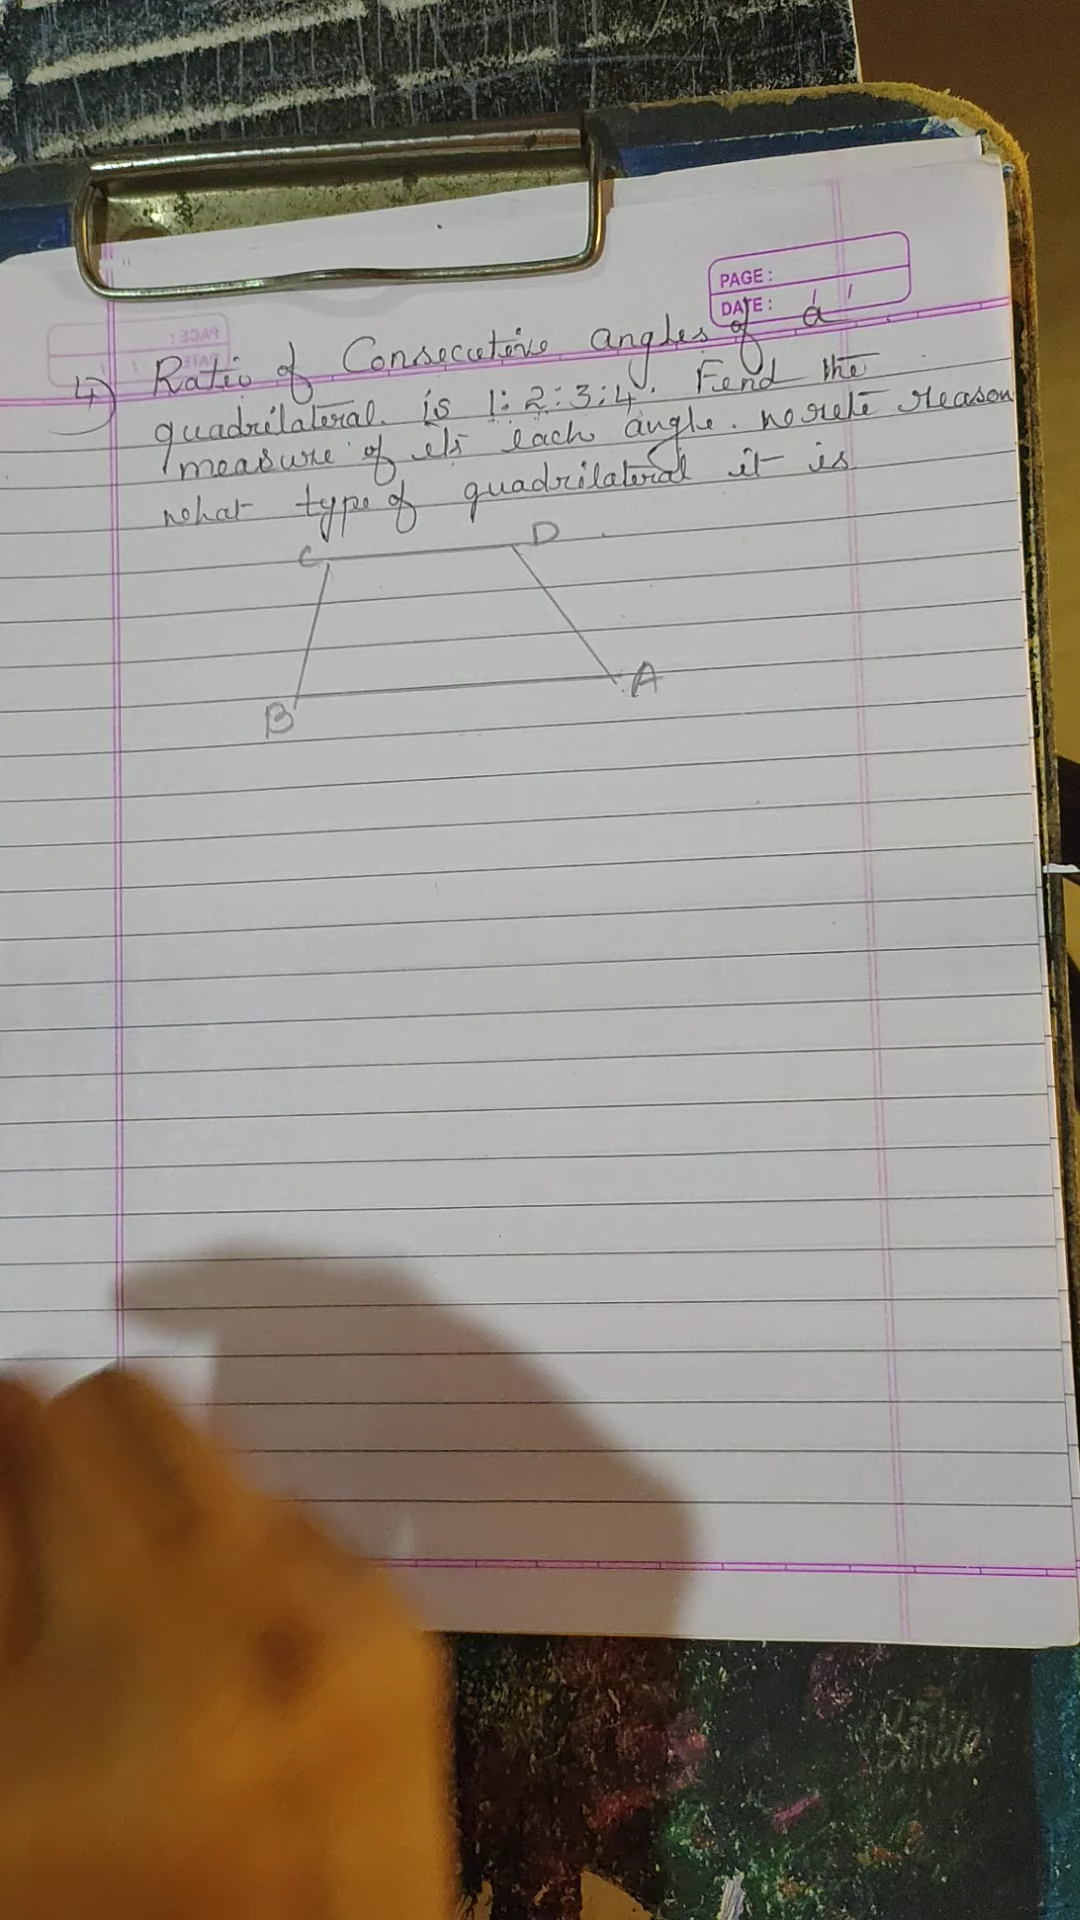 PAGE :
DATE : / /
4) Ratio of Consecutive angles of a
quadrilateral. is 1:2:3:4. Find the
measure of its each angle. write reason
what type of quadrilateral it is
C D
B A